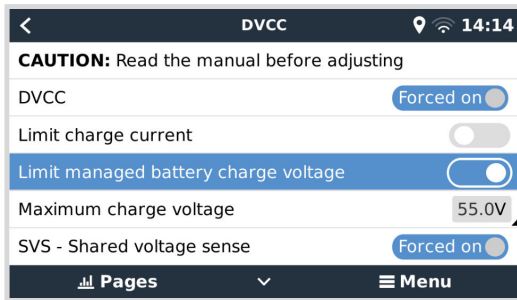 DVCC 14:14
CAUTION: Read the manual before adjusting
DVCC Forced on
Limit charge current
Limit managed battery charge voltage
Maximum charge voltage 55.0V
SVS - Shared voltage sense Forced on
Pages Menu